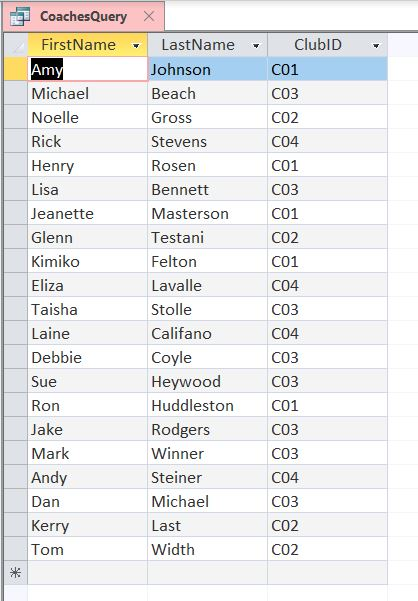 CoachesQuery
FirstName LastName ClubID
Amy Johnson C01
Michael Beach C03
Noelle Gross C02
Rick Stevens C04
Henry Rosen C01
Lisa Bennett C03
Jeanette Masterson C01
Glenn Testani C02
Kimiko Felton C01
Eliza Lavalle C04
Taisha Stolle C03
Laine Califano C04
Debbie Coyle C03
Sue Heywood C03
Ron Huddleston C01
Jake Rodgers C03
Mark Winner C03
Andy Steiner C04
Dan Michael C03
Kerry Last C02
Tom Width C02